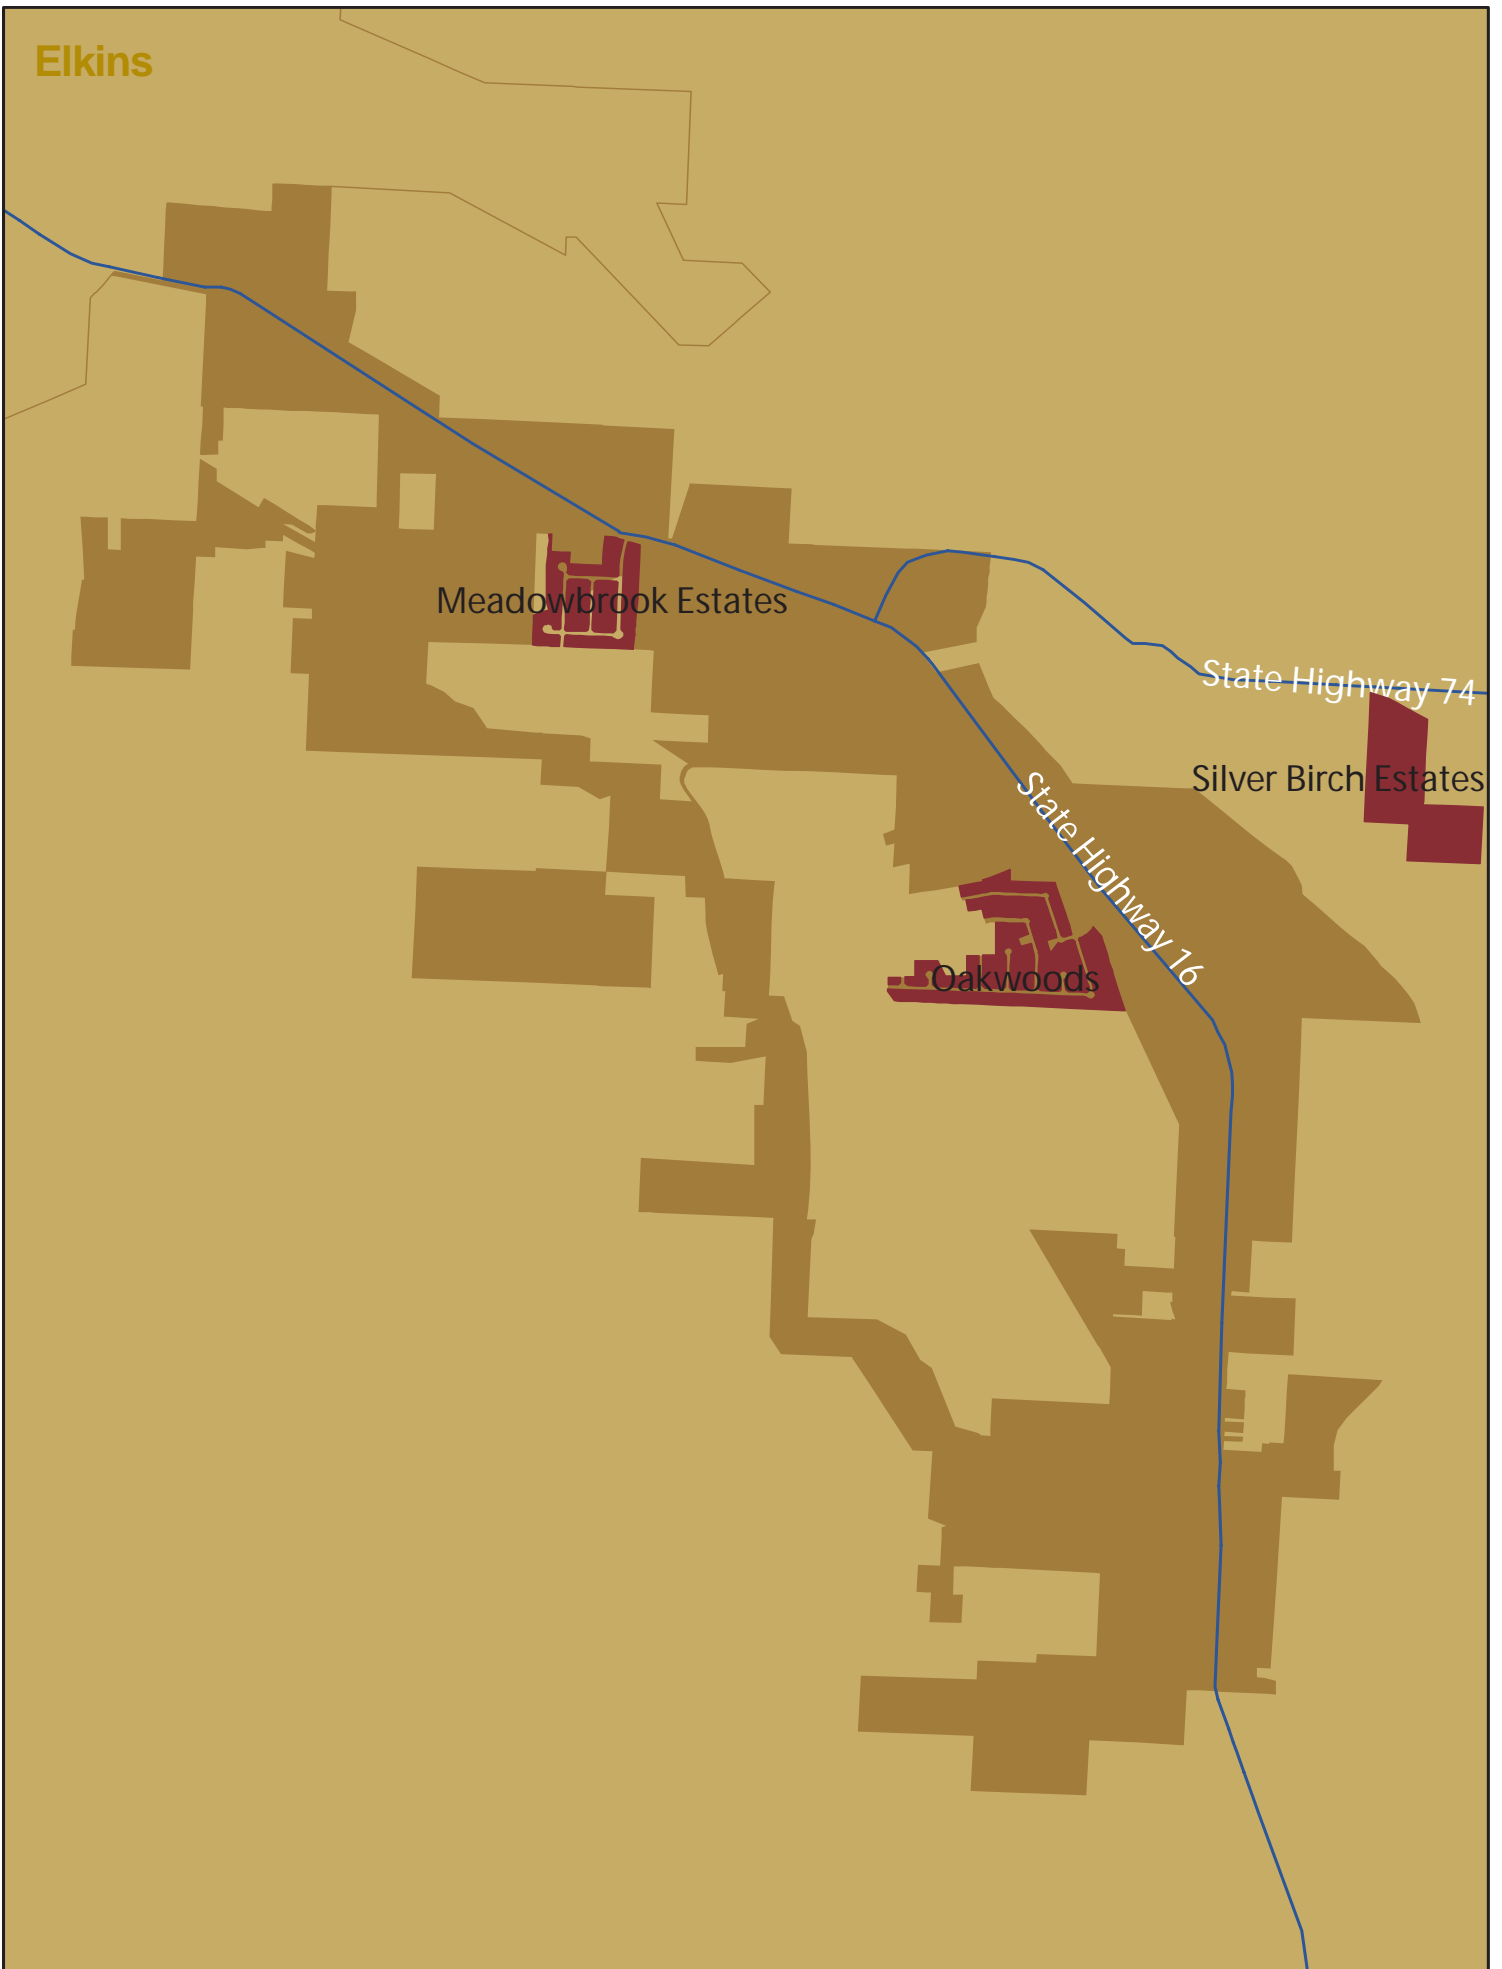 Elkins
Meadowbrook Estates
State Highway 74
Silver Birch Estates
State Highway 16
Oakwoods